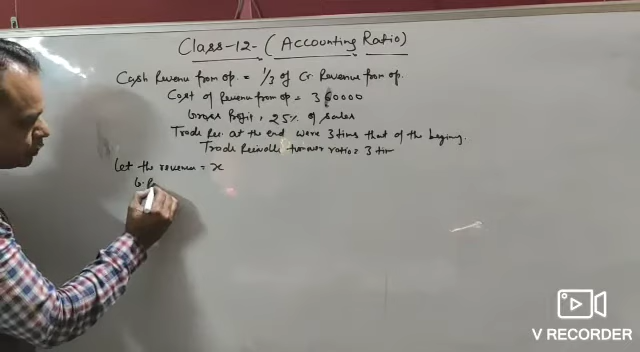 Class-12- (Accounting Ratio)
Cash Revenue from op. = 1/3 of Cr. Revenue from op.
Cost of Revenue from op = 360000
Gross Profit = 25% of sales
Trade Rec. at the end were 3 times that of the begining.
Trade Receivable turnover ratio = 3 tim
Let the revenue = x
G.P
V RECORDER